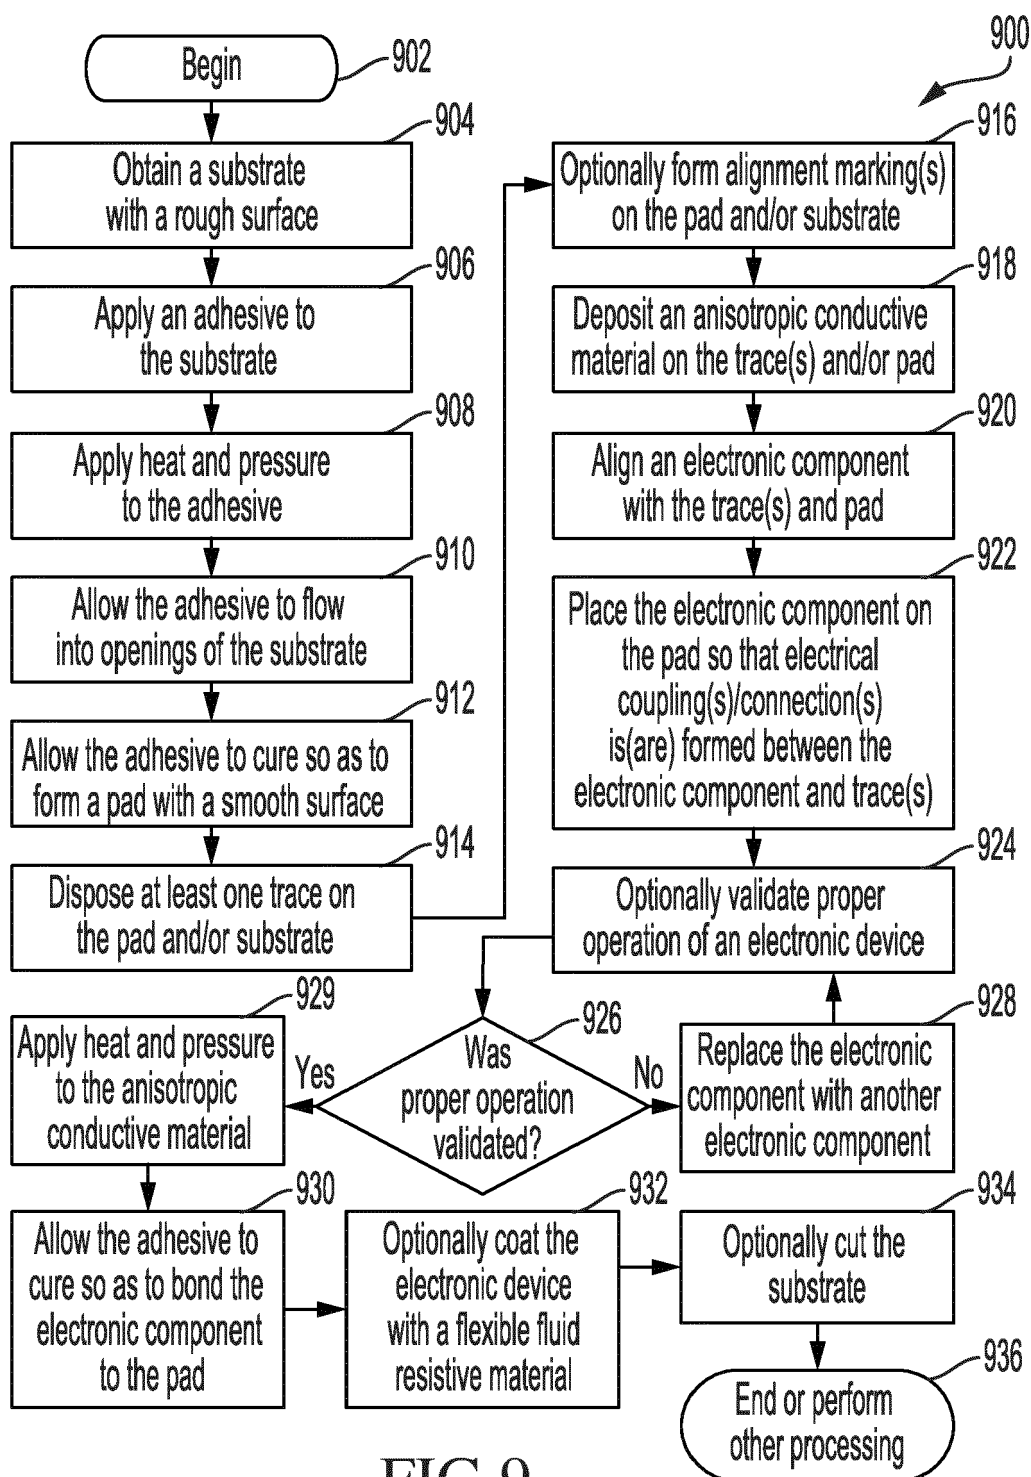 900
Begin
902
904
Obtain a substrate
with a rough surface
906
Apply an adhesive to
the substrate
908
Apply heat and pressure
to the adhesive
910
Allow the adhesive to flow
into openings of the substrate
912
Allow the adhesive to cure so as to
form a pad with a smooth surface
914
Dispose at least one trace on
the pad and/or substrate
916
Optionally form alignment marking(s)
on the pad and/or substrate
918
Deposit an anisotropic conductive
material on the trace(s) and/or pad
920
Align an electronic component
with the trace(s) and pad
922
Place the electronic component on
the pad so that electrical
coupling(s)/connection(s)
is(are) formed between the
electronic component and trace(s)
924
Optionally validate proper
operation of an electronic device
926
Was
proper operation
validated?
No
928
Replace the electronic
component with another
electronic component
Yes
929
Apply heat and pressure
to the anisotropic
conductive material
930
Allow the adhesive to
cure so as to bond the
electronic component
to the pad
932
Optionally coat the
electronic device
with a flexible fluid
resistive material
934
Optionally cut the
substrate
936
End or perform
other processing
FIG. 9